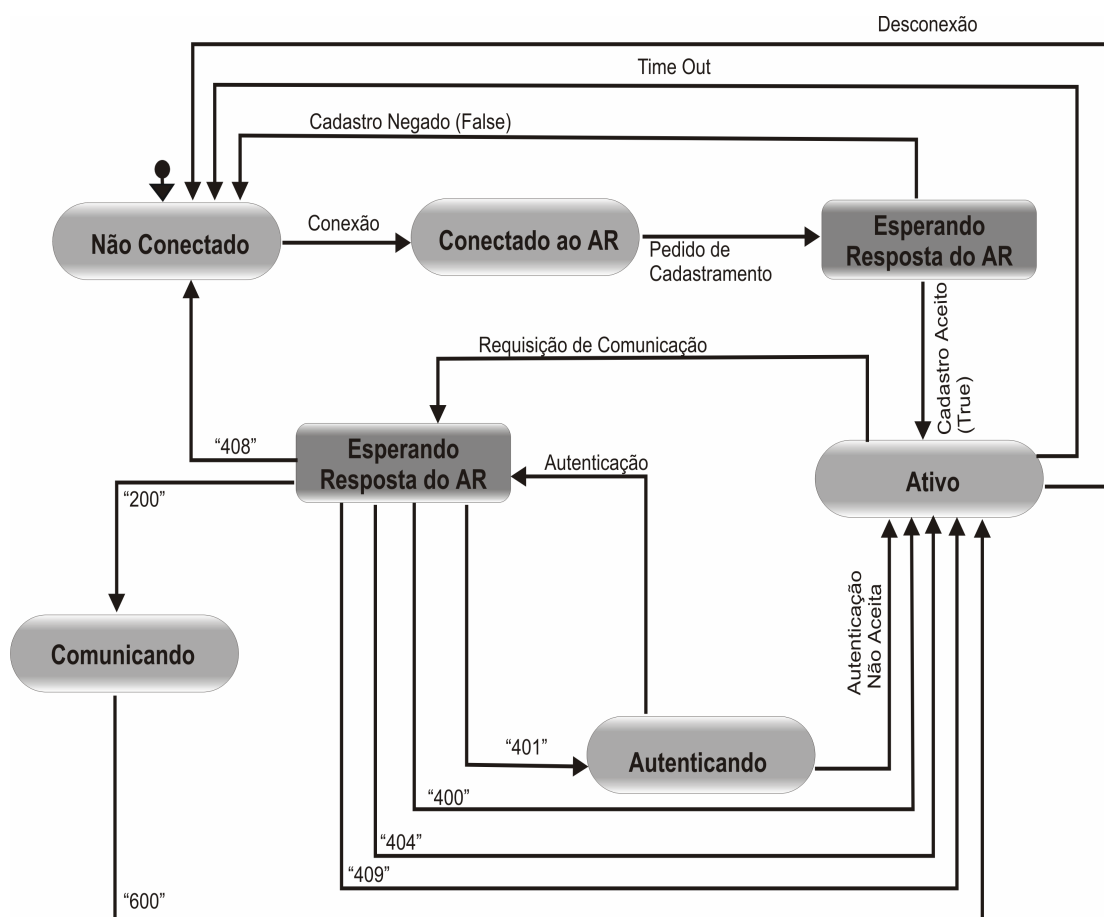 Desconexão
Time Out
Cadastro Negado (False)
Não Conectado
Conexão
Conectado ao AR
Pedido de
Cadastramento
Esperando
Resposta do AR
Cadastro Aceito
(True)
Requisição de Comunicação
“408”
Esperando
Resposta do AR
Autenticação
Ativo
“200”
Comunicando
Autenticação
Não Aceita
“401”
Autenticando
“400”
“404”
“409”
“600”